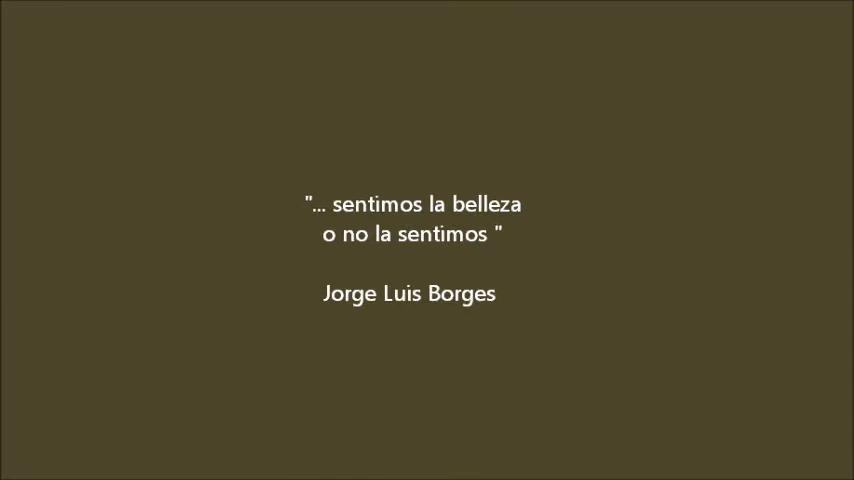 "... sentimos la belleza
o no la sentimos "
Jorge Luis Borges